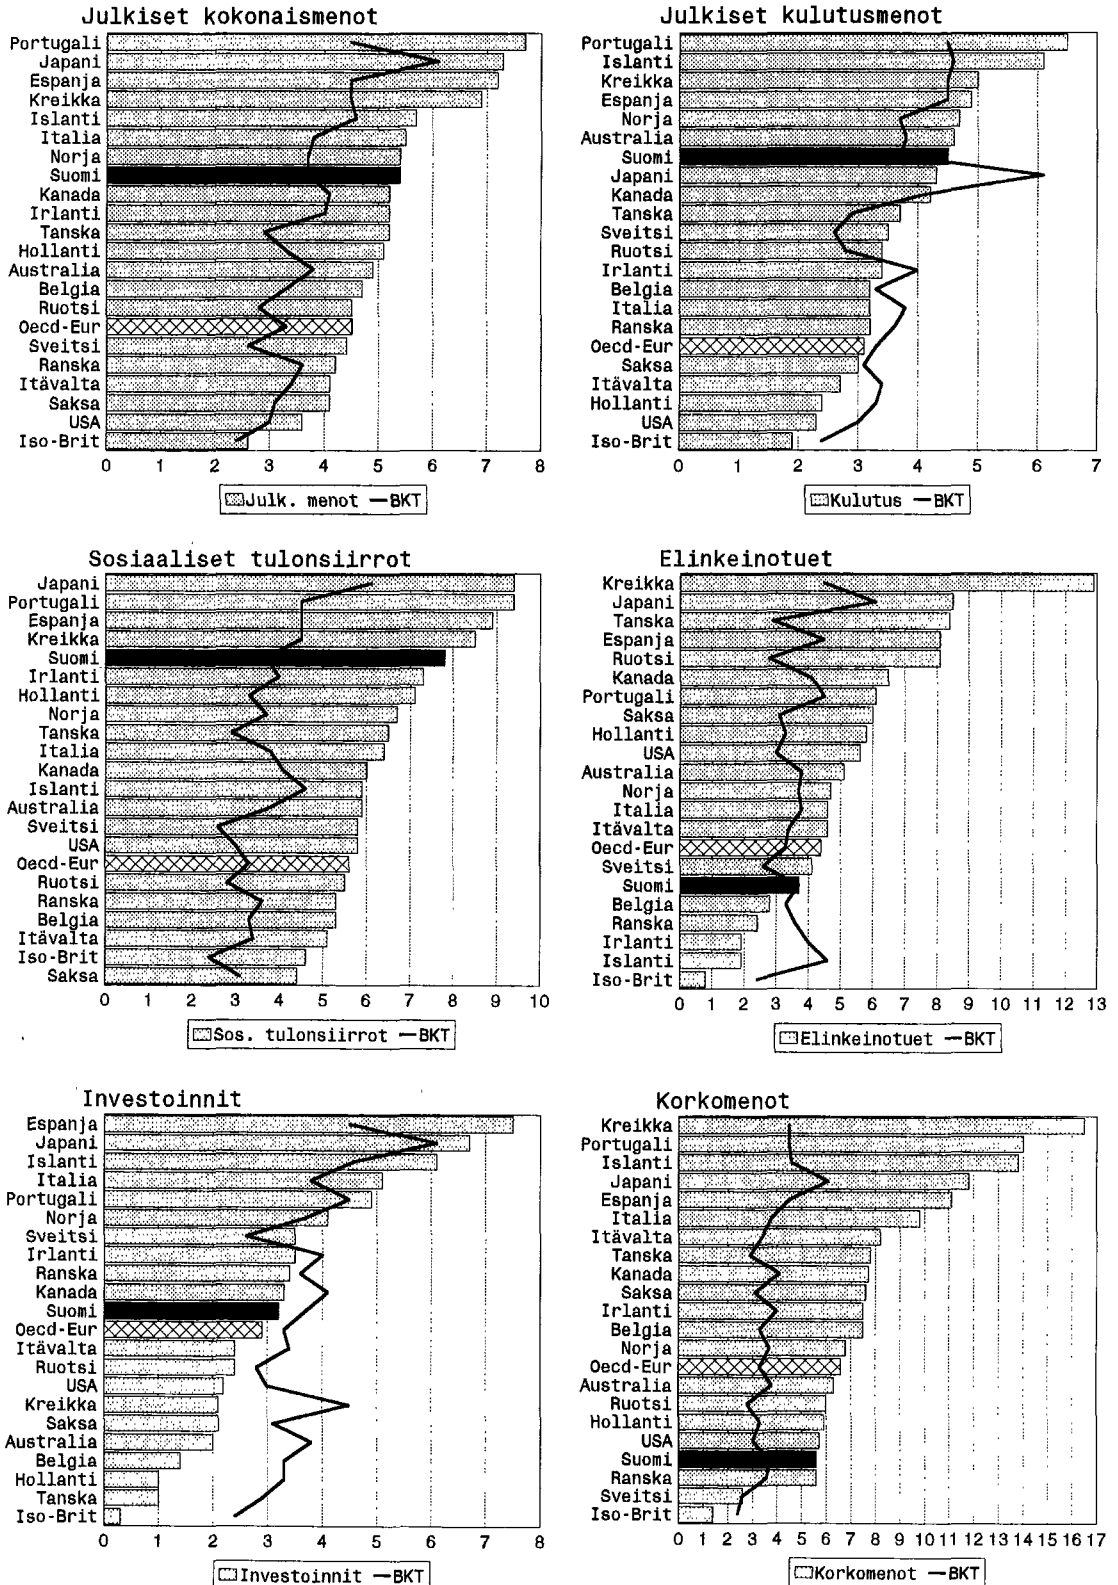 Julkiset kokonaismenot
Portugali
Japani
Espanja
Kreikka
Islanti
Italia
Norja
Suomi
Kanada
Irlanti
Tanska
Hollanti
Australia
Belgia
Ruotsi
Oecd-Eur
Sveitsi
Ranska
Itävalta
Saksa
USA
Iso-Brit
0 1 2 3 4 5 6 7 8
Julk. menot BKT
Julkiset kulutusmenot
Portugali
Islanti
Kreikka
Espanja
Norja
Australia
Suomi
Japani
Kanada
Tanska
Sveitsi
Ruotsi
Irlanti
Belgia
Italia
Ranska
Oecd-Eur
Saksa
Itävalta
Hollanti
USA
Iso-Brit
0 1 2 3 4 5 6 7
Kulutus BKT
Sosiaaliset tulonsiirrot
Japani
Portugali
Espanja
Kreikka
Suomi
Irlanti
Hollanti
Norja
Tanska
Italia
Kanada
Islanti
Australia
Sveitsi
USA
Oecd-Eur
Ruotsi
Ranska
Belgia
Itävalta
Iso-Brit
Saksa
0 1 2 3 4 5 6 7 8 9 10
Sos. tulonsiirrot BKT
Elinkeinotuet
Kreikka
Japani
Tanska
Espanja
Ruotsi
Kanada
Portugali
Saksa
Hollanti
USA
Australia
Norja
Italia
Itävalta
Oecd-Eur
Sveitsi
Suomi
Belgia
Ranska
Irlanti
Islanti
Iso-Brit
0 1 2 3 4 5 6 7 8 9 10 11 12 13
Elinkeinotuet BKT
Investoinnit
Espanja
Japani
Islanti
Italia
Portugali
Norja
Sveitsi
Irlanti
Ranska
Kanada
Suomi
Oecd-Eur
Itävalta
Ruotsi
USA
Kreikka
Saksa
Australia
Belgia
Hollanti
Tanska
Iso-Brit
0 1 2 3 4 5 6 7 8
Investoinnit BKT
Korkomenot
Kreikka
Portugali
Islanti
Japani
Espanja
Italia
Itävalta
Tanska
Kanada
Saksa
Irlanti
Belgia
Norja
Oecd-Eur
Australia
Ruotsi
Hollanti
USA
Suomi
Ranska
Sveitsi
Iso-Brit
0 1 2 3 4 5 6 7 8 9 10 11 12 13 14 15 16 17
Korkomenot BKT